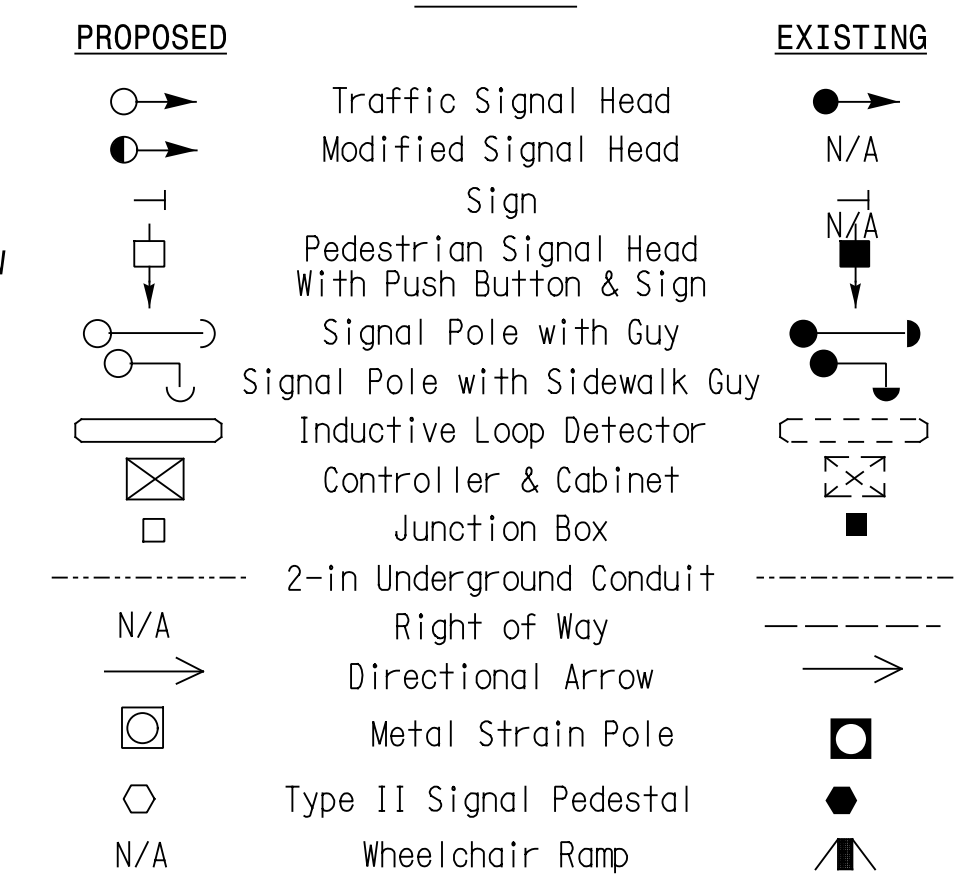 PROPOSED EXISTING
Traffic Signal Head
Modified Signal Head N/A
Sign
N/A
Pedestrian Signal Head
With Push Button & Sign
Signal Pole with Guy
Signal Pole with Sidewalk Guy
Inductive Loop Detector
Controller & Cabinet
Junction Box
2-in Underground Conduit
N/A Right of Way
Directional Arrow
Metal Strain Pole
Type II Signal Pedestal
N/A Wheelchair Ramp